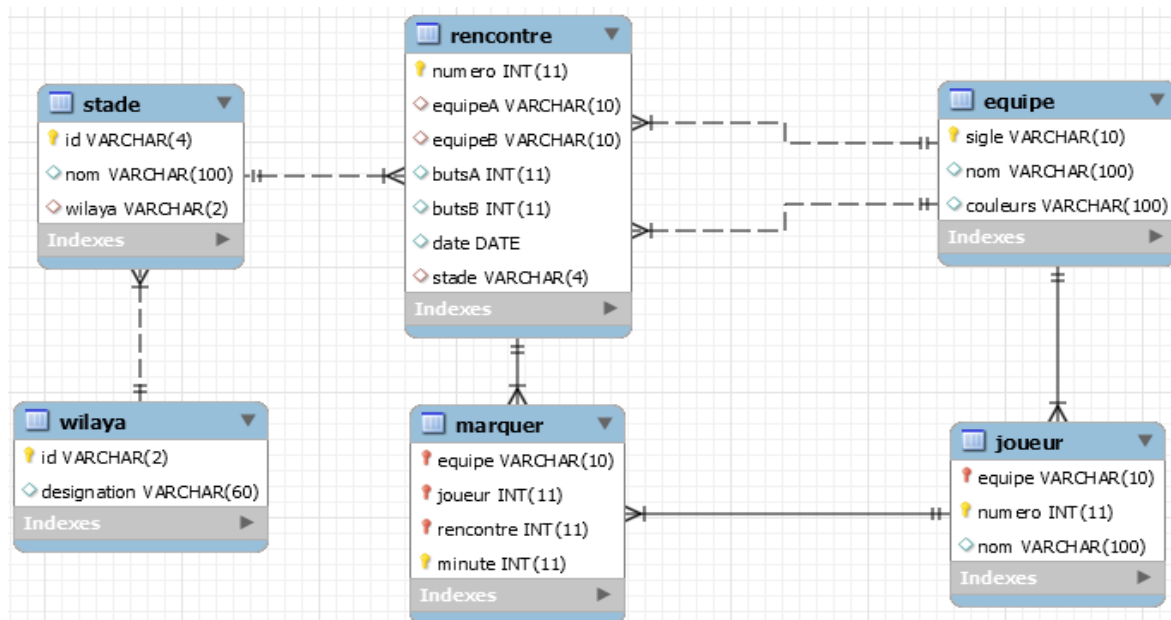 rencontre
numero INT(11)
equipeA VARCHAR(10)
equipeB VARCHAR(10)
butsA INT(11)
butsB INT(11)
date DATE
stade VARCHAR(4)
Indexes
stade
id VARCHAR(4)
nom VARCHAR(100)
wilaya VARCHAR(2)
Indexes
equipe
sigle VARCHAR(10)
nom VARCHAR(100)
couleurs VARCHAR(100)
Indexes
wilaya
id VARCHAR(2)
designation VARCHAR(60)
Indexes
marquer
equipe VARCHAR(10)
joueur INT(11)
rencontre INT(11)
minute INT(11)
Indexes
joueur
equipe VARCHAR(10)
numero INT(11)
nom VARCHAR(100)
Indexes